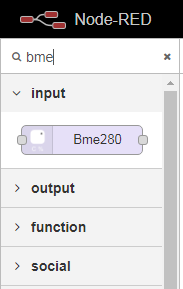 Node-RED
bme
input
Bme280
output
function
social